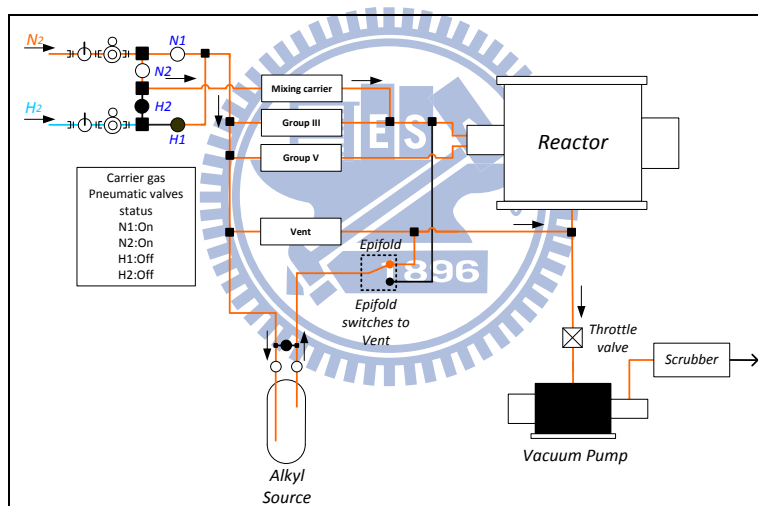 N2
N1
N2
H2
H2
H1
Mixing carrier
Group III
Group V
Vent
Reactor
Carrier gas
Pneumatic valves
status
N1:On
N2:On
H1:Off
H2:Off
Epifold
1896
Epifold
switches to
Vent
Throttle
valve
Scrubber
Vacuum Pump
Alkyl
Source